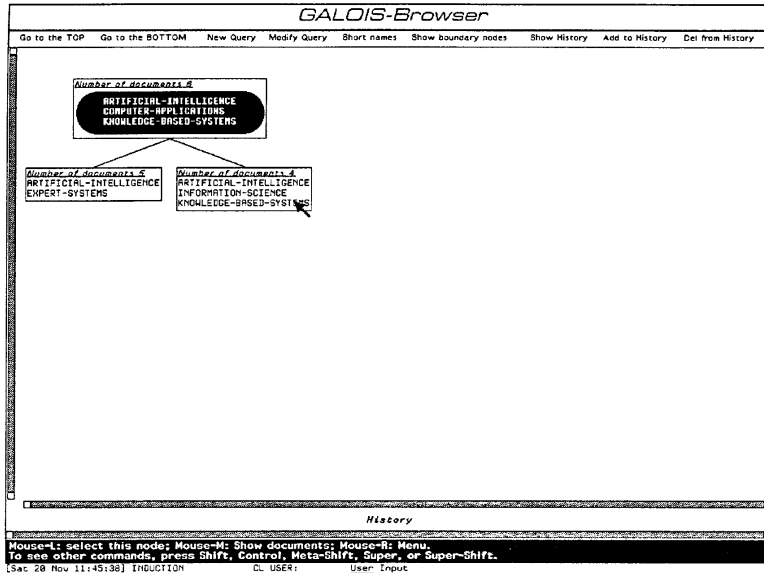 GALOIS-Browser
Go to the TOP Go to the BOTTOM New Query Modify Query Short names Show boundary nodes Show History Add to History Del from History
Number of documents 6
ARTIFICIAL-INTELLIGENCE
COMPUTER-APPLICATIONS
KNOWLEDGE-BASED-SYSTEMS
Number of documents 5
ARTIFICIAL-INTELLIGENCE
EXPERT-SYSTEMS
Number of documents 4
ARTIFICIAL-INTELLIGENCE
INFORMATION-SCIENCE
KNOWLEDGE-BASED-SYSTEMS
History
Mouse-L: select this node; Mouse-M: Show documents; Mouse-R: Menu.
To see other commands, press Shift, Control, Meta-Shift, Super, or Super-Shift.
[Sat 20 Nov 11:45:38] INDUCTION CL USER: User Input